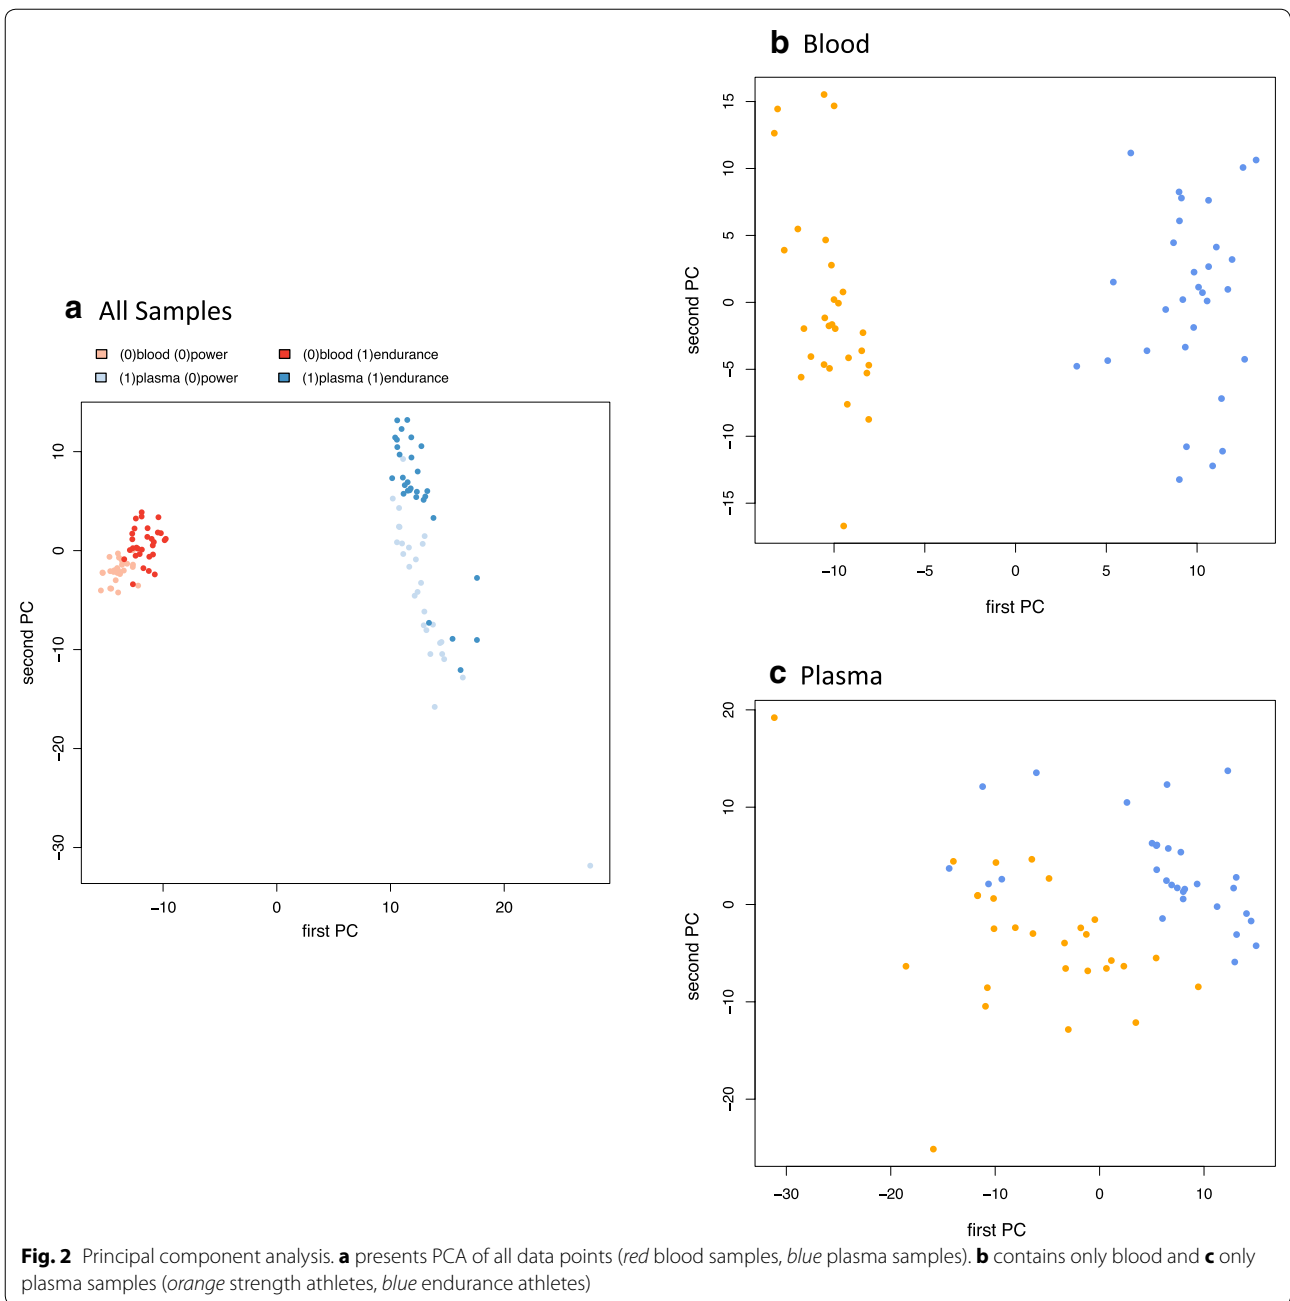 b Blood
15
10
5
0
−5
−10
−15
second PC
−10 −5 0 5 10
first PC
a All Samples
(0)blood (0)power (0)blood (1)endurance
(1)plasma (0)power (1)plasma (1)endurance
10
0
−10
−20
−30
second PC
−10 0 10 20
first PC
c Plasma
20
10
0
−10
−20
second PC
−30 −20 −10 0 10
first PC
Fig. 2 Principal component analysis. a presents PCA of all data points (red blood samples, blue plasma samples). b contains only blood and c only
plasma samples (orange strength athletes, blue endurance athletes)